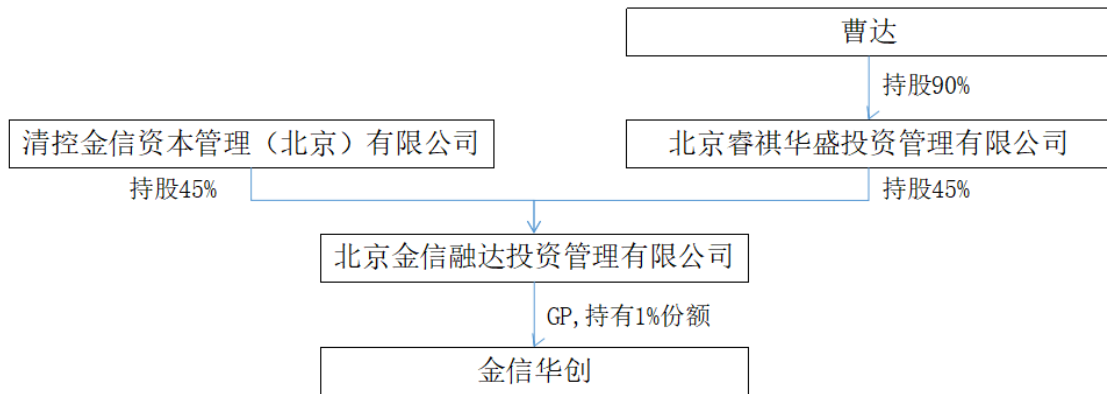 曹达
持股90%
清控金信资本管理（北京）有限公司
北京睿祺华盛投资管理有限公司
持股45%
持股45%
北京金信融达投资管理有限公司
GP,持有1%份额
金信华创